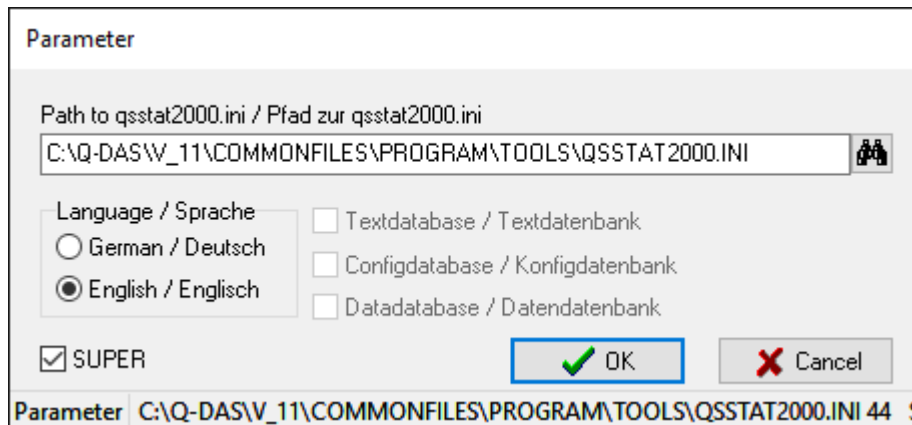 Parameter
Path to qsstat2000.ini / Pfad zur qsstat2000.ini
C:\Q-DAS\V_11\COMMONFILES\PROGRAM\TOOLS\QSSTAT2000.INI
Language / Sprache
German / Deutsch
English / Englisch
Textdatabase / Textdatenbank
Configdatabase / Konfigdatenbank
Datadatabase / Datendatenbank
SUPER
OK
Cancel
Parameter C:\Q-DAS\V_11\COMMONFILES\PROGRAM\TOOLS\QSSTAT2000.INI 44